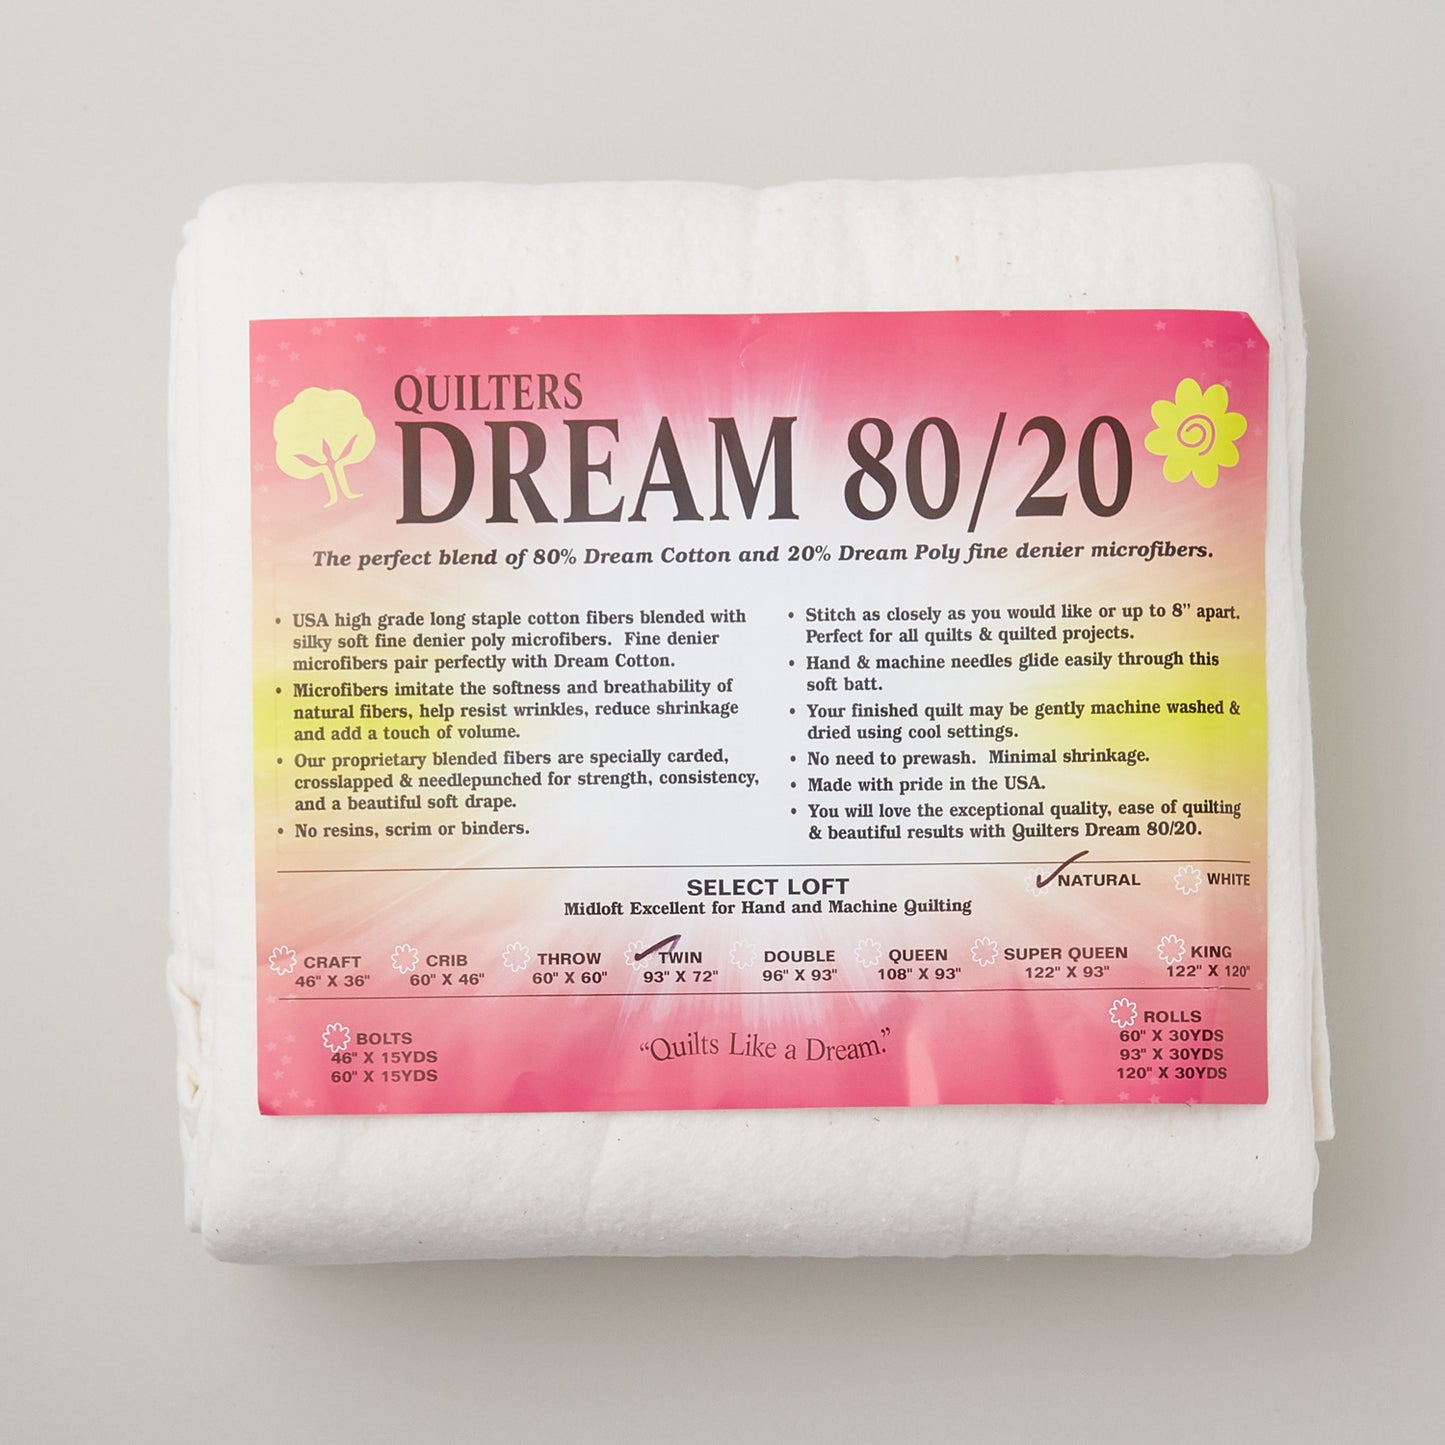 QUILTERS
DREAM 80/20
The perfect blend of 80% Dream Cotton and 20% Dream Poly fine denier microfibers.
• USA high grade long staple cotton fibers blended with
silky soft fine denier poly microfibers. Fine denier
microfibers pair perfectly with Dream Cotton.
• Microfibers imitate the softness and breathability of
natural fibers, help resist wrinkles, reduce shrinkage
and add a touch of volume.
• Our proprietary blended fibers are specially carded,
crosslapped & needlepunched for strength, consistency,
and a beautiful soft drape.
• No resins, scrim or binders.
• Stitch as closely as you would like or up to 8” apart.
Perfect for all quilts & quilted projects.
• Hand & machine needles glide easily through this
soft batt.
• Your finished quilt may be gently machine washed &
dried using cool settings.
• No need to prewash. Minimal shrinkage.
• Made with pride in the USA.
• You will love the exceptional quality, ease of quilting
& beautiful results with Quilters Dream 80/20.
SELECT LOFT
Midloft Excellent for Hand and Machine Quilting
NATURAL
WHITE
CRAFT
46" X 36"
CRIB
60" X 46"
THROW
60" X 60"
TWIN
93" X 72"
DOUBLE
96" X 93"
QUEEN
108" X 93"
SUPER QUEEN
122" X 93"
KING
122" X 120"
BOLTS
46" X 15YDS
60" X 15YDS
“Quilts Like a Dream.”
ROLLS
60" X 30YDS
93" X 30YDS
120" X 30YDS